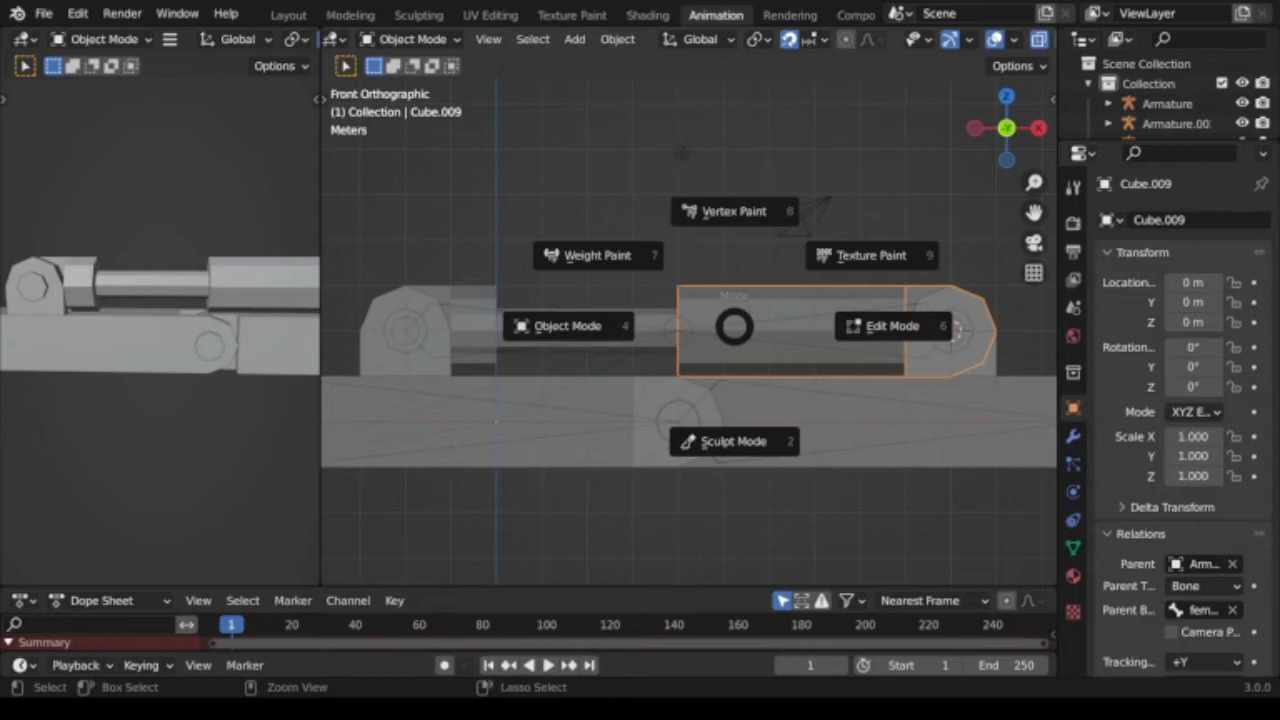 File Edit Render Window Help Layout Modeling Sculpting UV Editing Texture Paint Shading Animation Rendering Compo Scene ViewLayer
Object Mode Global Object Mode View Select Add Object Global
Options Options
Scene Collection
Collection
Armature
Armature.00
Front Orthographic
(1) Collection | Cube.009
Meters
Z
-Y
X
Cube.009
Cube.009
Vertex Paint 8
Weight Paint 7
Texture Paint 9
Mode
Object Mode 4
Edit Mode 6
Sculpt Mode 2
Transform
Location... 0 m
Y 0 m
Z 0 m
Rotation... 0°
Y 0°
Z 0°
Mode XYZ E...
Scale X 1.000
Y 1.000
Z 1.000
Delta Transform
Relations
Parent Arm...
Parent T... Bone
Parent B... fem...
Camera P...
Tracking... +Y
Dope Sheet View Select Marker Channel Key Nearest Frame
1 20 40 60 80 100 120 140 160 180 200 220 240
Summary
Playback Keying View Marker 1 Start 1 End 250
Select Box Select Zoom View Lasso Select 3.0.0